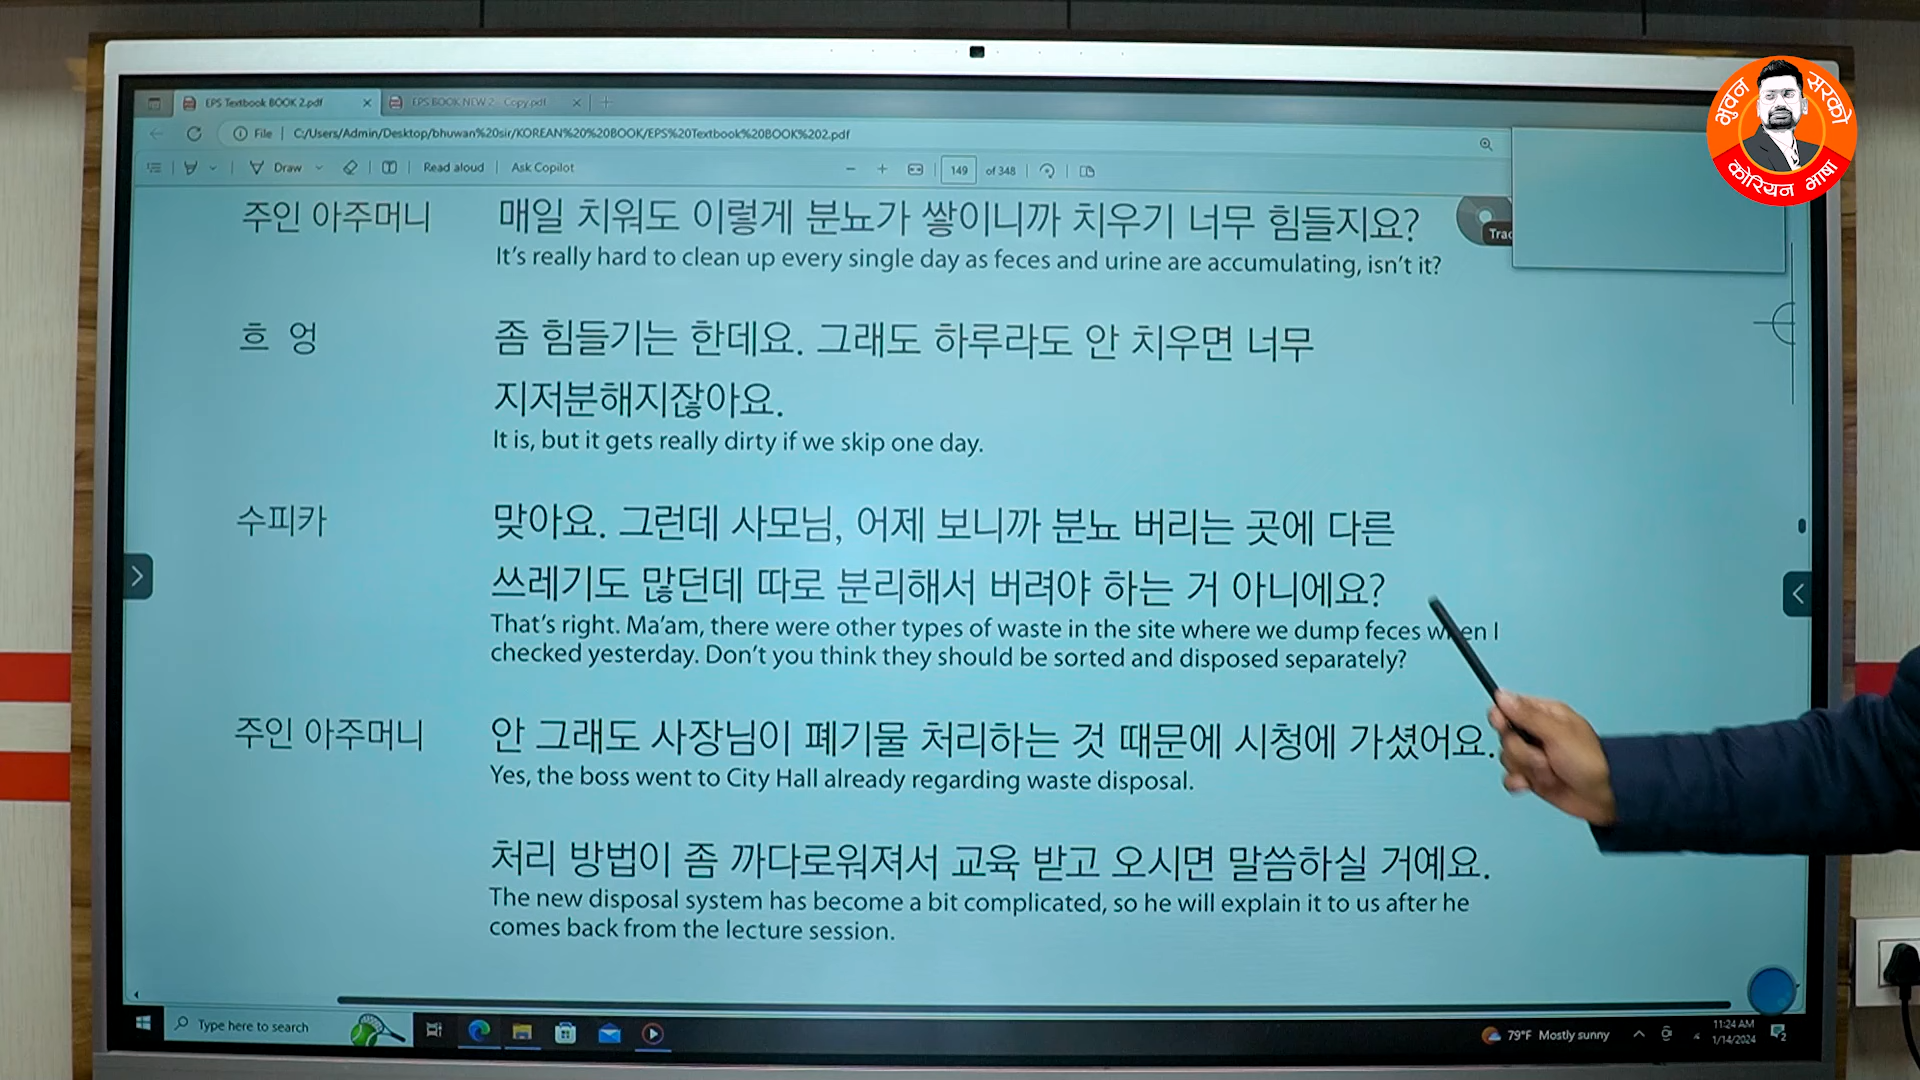 EPS Textbook BOOK 2.pdf
EPS BOOK NEW 2 - Copy.pdf
File
C:/Users/Admin/Desktop/bhuwan%20sir/KOREAN%20%20BOOK/EPS%20Textbook%20BOOK%202.pdf
Draw
Read aloud
Ask Copilot
149 of 348
주인 아주머니 매일 치워도 이렇게 분뇨가 쌓이니까 치우기 너무 힘들지요?
It's really hard to clean up every single day as feces and urine are accumulating, isn't it?
흐 엉 좀 힘들기는 한데요. 그래도 하루라도 안 치우면 너무
지저분해지잖아요.
It is, but it gets really dirty if we skip one day.
수피카 맞아요. 그런데 사모님, 어제 보니까 분뇨 버리는 곳에 다른
쓰레기도 많던데 따로 분리해서 버려야 하는 거 아니에요?
That's right. Ma'am, there were other types of waste in the site where we dump feces when I
checked yesterday. Don't you think they should be sorted and disposed separately?
주인 아주머니 안 그래도 사장님이 폐기물 처리하는 것 때문에 시청에 가셨어요.
Yes, the boss went to City Hall already regarding waste disposal.
처리 방법이 좀 까다로워져서 교육 받고 오시면 말씀하실 거예요.
The new disposal system has become a bit complicated, so he will explain it to us after he
comes back from the lecture session.
Type here to search
79°F Mostly sunny
11:24 AM
1/14/2024
भुवन सरको
कोरियन भाषा